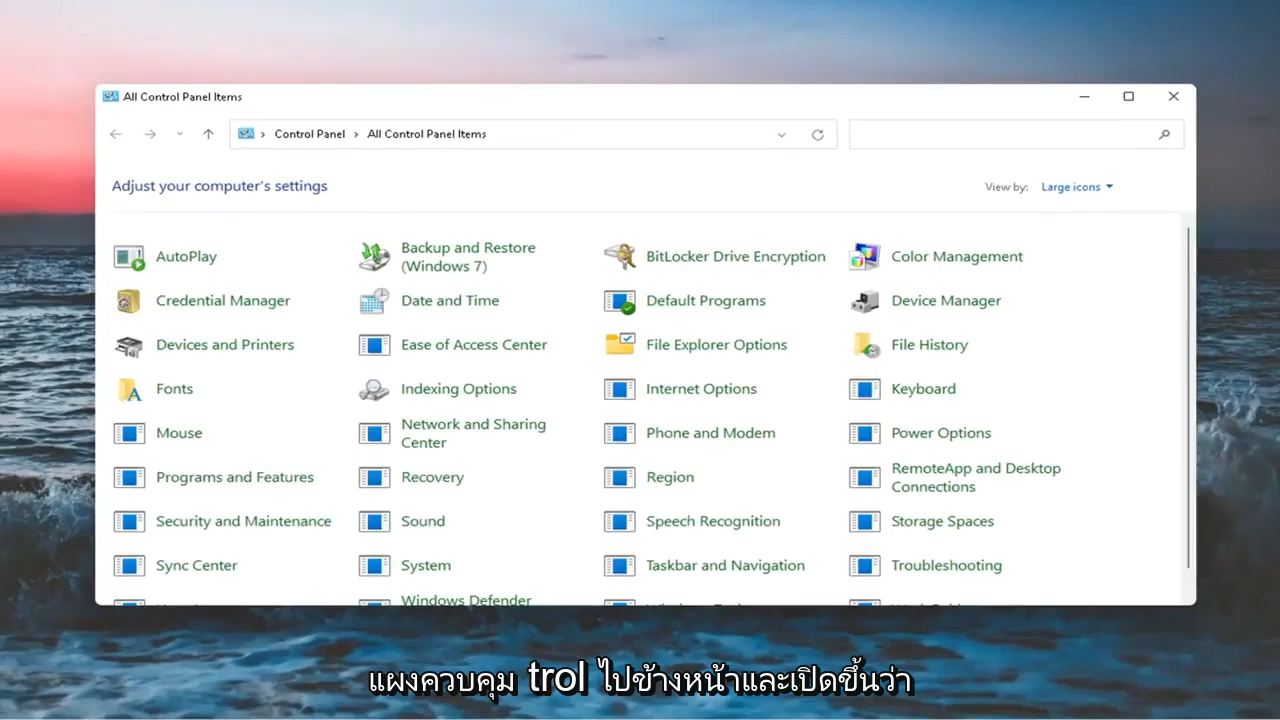 All Control Panel Items
Control Panel > All Control Panel Items
Adjust your computer's settings
View by: Large icons
AutoPlay
Backup and Restore
(Windows 7)
BitLocker Drive Encryption
Color Management
Credential Manager
Date and Time
Default Programs
Device Manager
Devices and Printers
Ease of Access Center
File Explorer Options
File History
Fonts
Indexing Options
Internet Options
Keyboard
Mouse
Network and Sharing
Center
Phone and Modem
Power Options
Programs and Features
Recovery
Region
RemoteApp and Desktop
Connections
Security and Maintenance
Sound
Speech Recognition
Storage Spaces
Sync Center
System
Taskbar and Navigation
Troubleshooting
Windows Defender
แผงควบคุม trol ไปข้างหน้าและเปิดขึ้นว่า